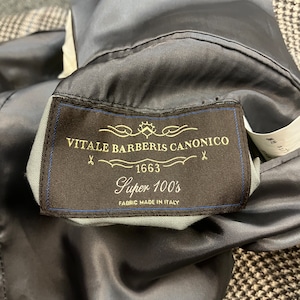 VITALE BARBERIS CANONICO
1663
Super 100's
FABRIC MADE IN ITALY